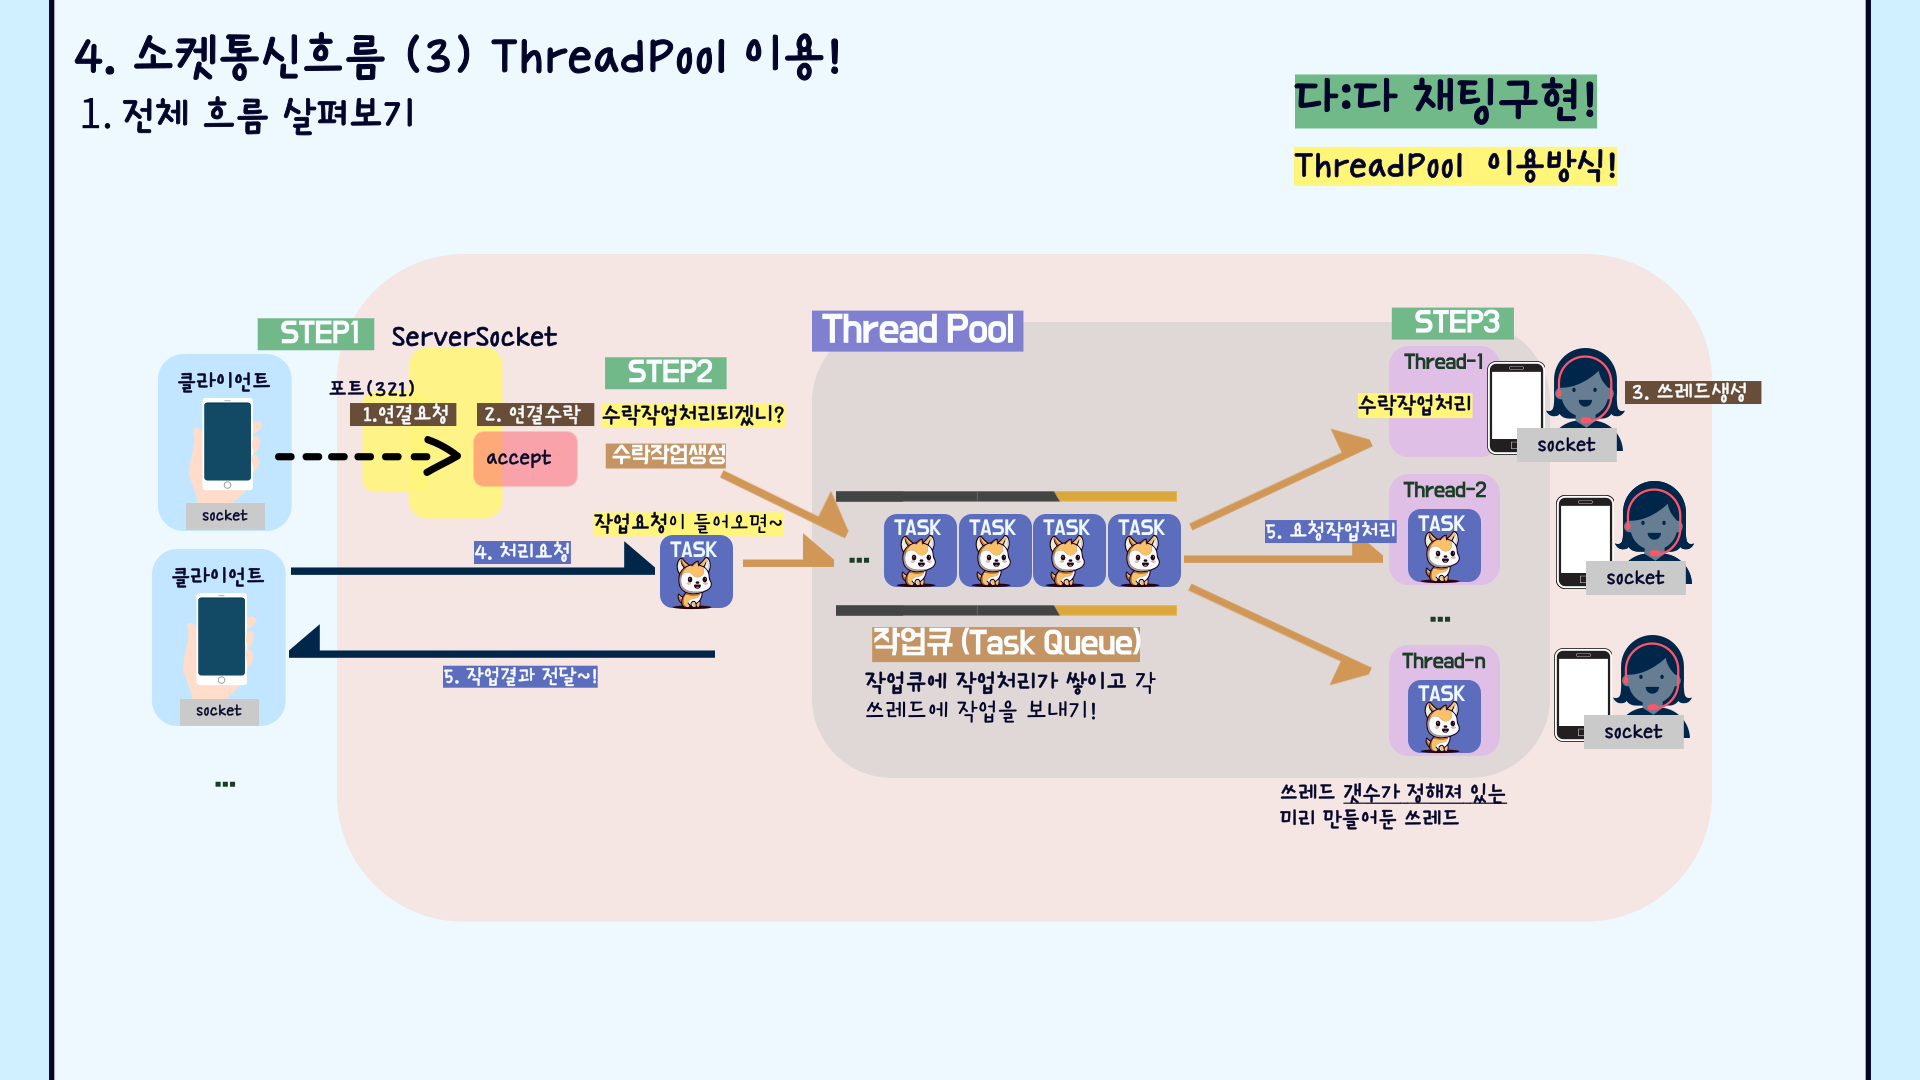 4. 소켓통신흐름 (3) ThreadPool 이용!
1. 전체 흐름 살펴보기
다:다 채팅구현!
ThreadPool 이용방식!
STEP1
ServerSocket
클라이언트
포트(321)
1.연결요청
2. 연결수락
accept
socket
STEP2
수락작업처리되겠니?
수락작업생성
작업요청이 들어오면~
4. 처리요청
TASK
클라이언트
socket
5. 작업결과 전달~!
...
Thread Pool
...
TASK
TASK
TASK
TASK
작업큐 (Task Queue)
작업큐에 작업처리가 쌓이고 각
쓰레드에 작업을 보내기!
STEP3
Thread-1
수락작업처리
3. 쓰레드생성
socket
Thread-2
5. 요청작업처리
TASK
socket
...
Thread-n
TASK
socket
쓰레드 갯수가 정해져 있는
미리 만들어둔 쓰레드